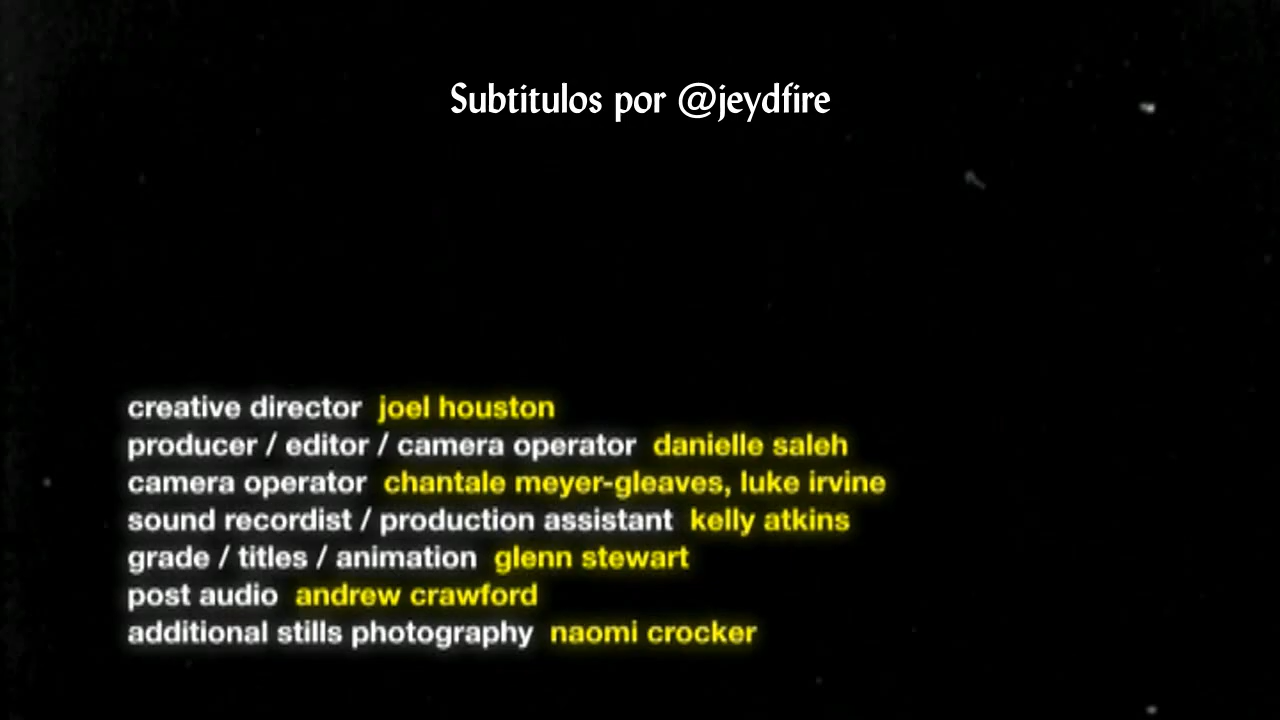 Subtitulos por @jeydfire
creative director joel houston
producer / editor / camera operator danielle saleh
camera operator chantale meyer-gleaves, luke irvine
sound recordist / production assistant kelly atkins
grade / titles / animation glenn stewart
post audio andrew crawford
additional stills photography naomi crocker